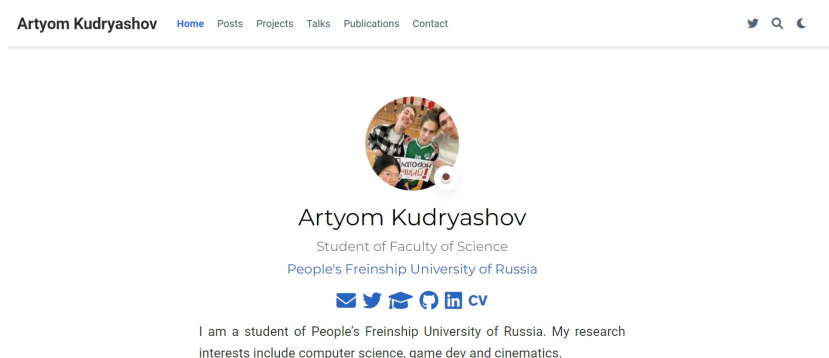 Artyom Kudryashov Home Posts Projects Talks Publications Contact
Artyom Kudryashov
Student of Faculty of Science
People's Freinship University of Russia
CV
I am a student of People's Freinship University of Russia. My research
interests include computer science, game dev and cinematics.